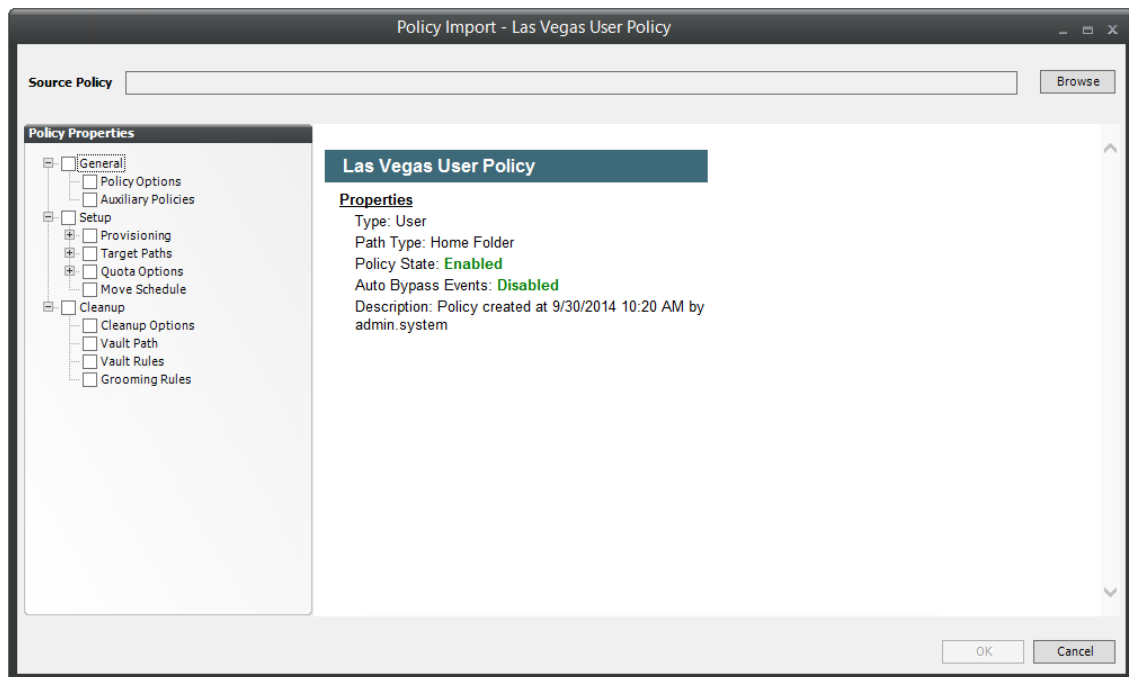 Policy Import - Las Vegas User Policy
Source Policy
Browse
Policy Properties
General
Policy Options
Auxiliary Policies
Setup
Provisioning
Target Paths
Quota Options
Move Schedule
Cleanup
Cleanup Options
Vault Path
Vault Rules
Grooming Rules
Las Vegas User Policy
Properties
Type: User
Path Type: Home Folder
Policy State: Enabled
Auto Bypass Events: Disabled
Description: Policy created at 9/30/2014 10:20 AM by
admin.system
OK
Cancel